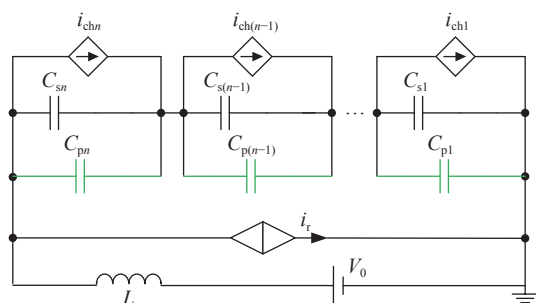 i_chn i_ch(n−1) i_ch1
C_sn C_s(n−1) C_s1
...
C_pn C_p(n−1) C_p1
i_r
V_0